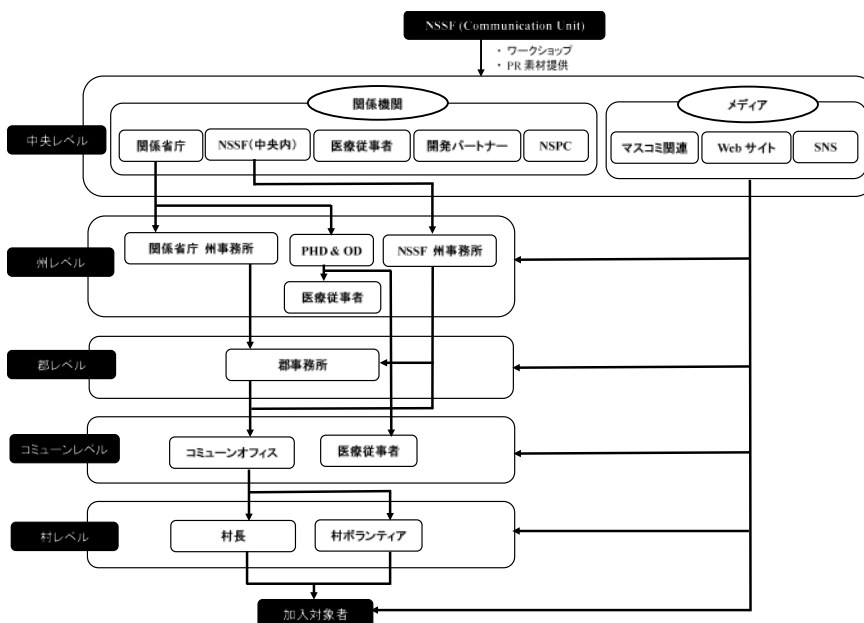 NSSF (Communication Unit)
・ ワークショップ
・ PR 素材提供
関係機関
メディア
中央レベル
関係省庁
NSSF(中央内)
医療従事者
開発パートナー
NSPC
マスコミ関連
Web サイト
SNS
州レベル
関係省庁 州事務所
PHD & OD
NSSF 州事務所
医療従事者
郡レベル
郡事務所
コミューンレベル
コミューンオフィス
医療従事者
村レベル
村長
村ボランティア
加入対象者